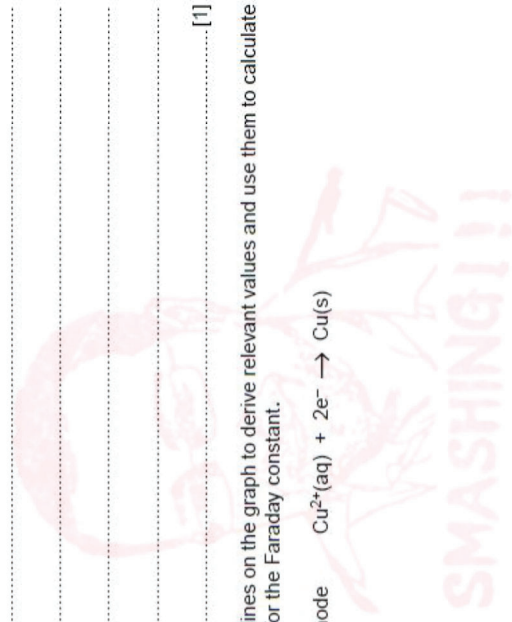 [1]
ines on the graph to derive relevant values and use them to calculate
or the Faraday constant.
ode Cu²⁺(aq) + 2e⁻ → Cu(s)
SMASHING!!!